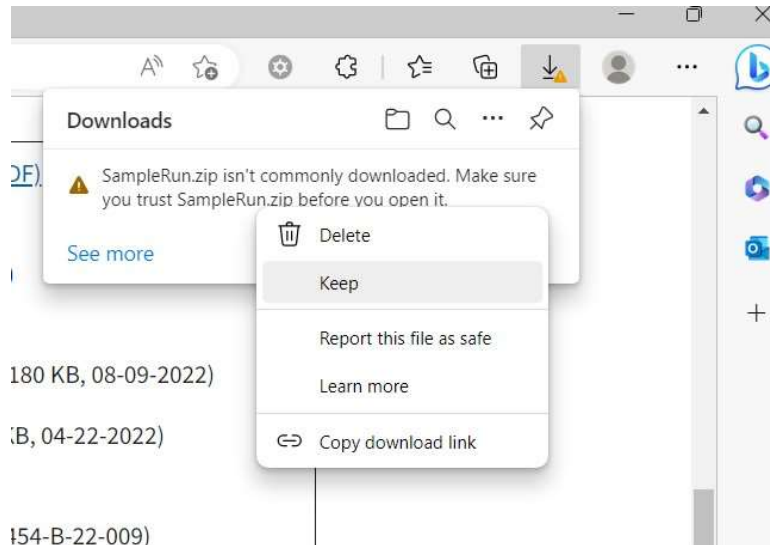 Downloads
DF)
SampleRun.zip isn't commonly downloaded. Make sure
you trust SampleRun.zip before you open it.
See more
Delete
Keep
Report this file as safe
Learn more
Copy download link
180 KB, 08-09-2022)
KB, 04-22-2022)
454-B-22-009)